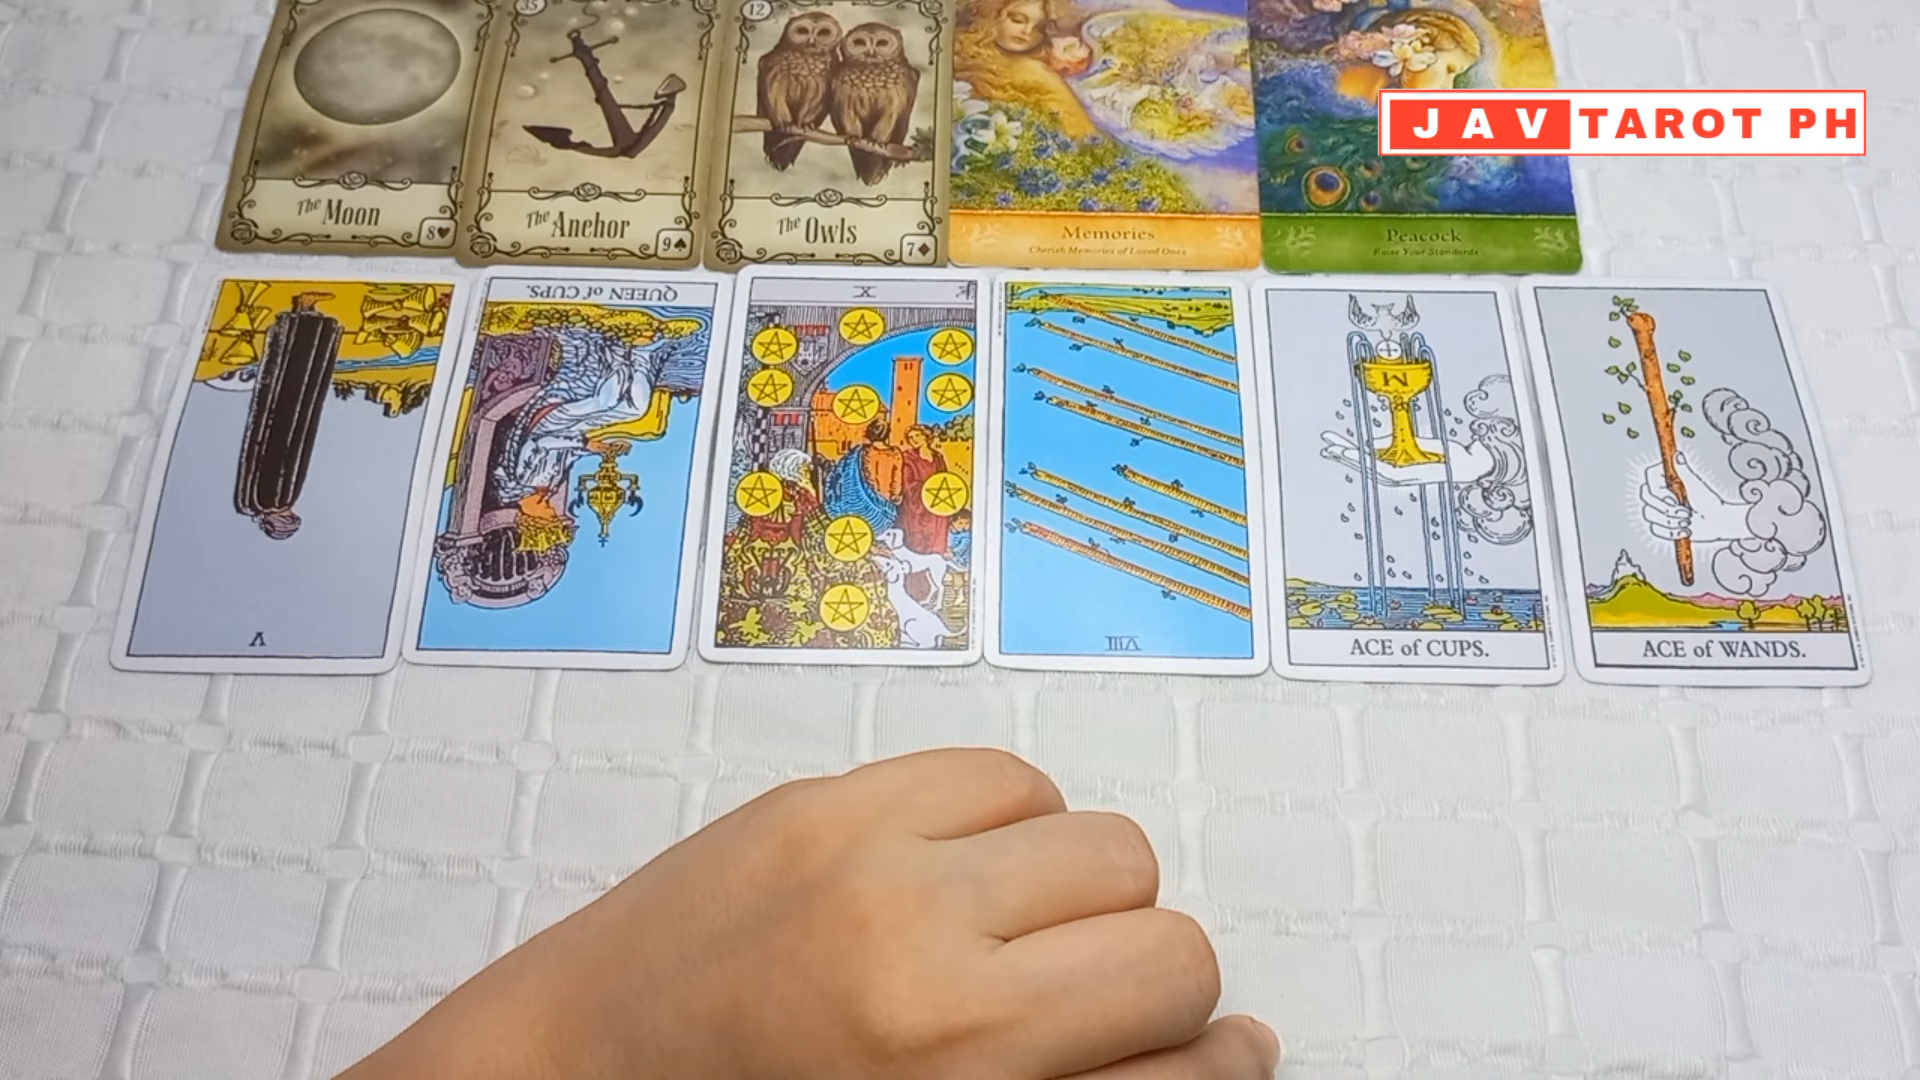 35
12
JAV TAROT PH
The Moon
8♥
The Anchor
9♠
The Owls
7♦
Memories
Cherish Memories of Loved Ones
Peacock
Raise Your Standards
V
QUEEN of CUPS.
X
VIII
ACE of CUPS.
ACE of WANDS.
M